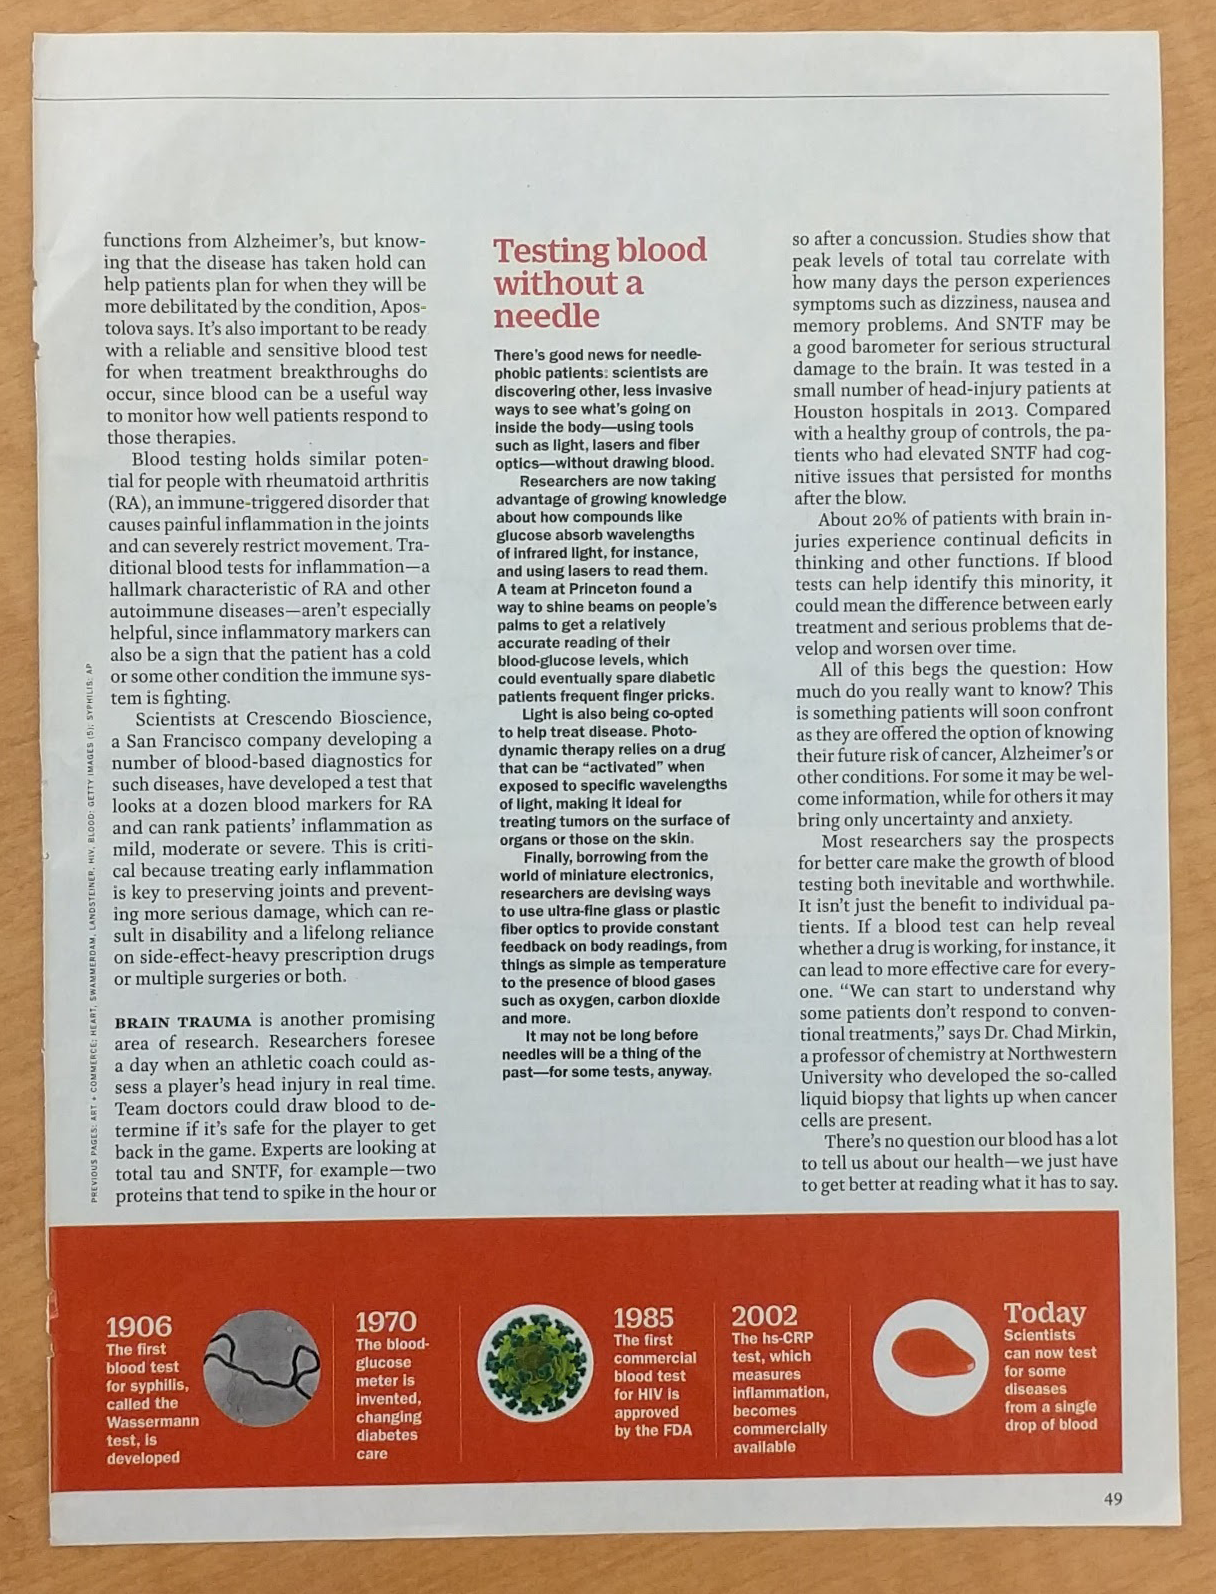 functions from Alzheimer's, but know-
ing that the disease has taken hold can
help patients plan for when they will be
more debilitated by the condition, Apos-
tolova says. It's also important to be ready
with a reliable and sensitive blood test
for when treatment breakthroughs do
occur, since blood can be a useful way
to monitor how well patients respond to
those therapies.
Blood testing holds similar poten-
tial for people with rheumatoid arthritis
(RA), an immune-triggered disorder that
causes painful inflammation in the joints
and can severely restrict movement. Tra-
ditional blood tests for inflammation—a
hallmark characteristic of RA and other
autoimmune diseases—aren't especially
helpful, since inflammatory markers can
also be a sign that the patient has a cold
or some other condition the immune sys-
tem is fighting.
Scientists at Crescendo Bioscience,
a San Francisco company developing a
number of blood-based diagnostics for
such diseases, have developed a test that
looks at a dozen blood markers for RA
and can rank patients' inflammation as
mild, moderate or severe. This is criti-
cal because treating early inflammation
is key to preserving joints and prevent-
ing more serious damage, which can re-
sult in disability and a lifelong reliance
on side-effect-heavy prescription drugs
or multiple surgeries or both.
BRAIN TRAUMA is another promising
area of research. Researchers foresee
a day when an athletic coach could as-
sess a player's head injury in real time.
Team doctors could draw blood to de-
termine if it's safe for the player to get
back in the game. Experts are looking at
total tau and SNTF, for example—two
proteins that tend to spike in the hour or
PREVIOUS PAGES: ART + COMMERCE; HEART, SWAMMERDAM, LANDSTEINER, HIV, BLOOD: GETTY IMAGES (5); SYPHILIS: AP
Testing blood
without a
needle
There's good news for needle-
phobic patients: scientists are
discovering other, less invasive
ways to see what's going on
inside the body—using tools
such as light, lasers and fiber
optics—without drawing blood.
Researchers are now taking
advantage of growing knowledge
about how compounds like
glucose absorb wavelengths
of infrared light, for instance,
and using lasers to read them.
A team at Princeton found a
way to shine beams on people's
palms to get a relatively
accurate reading of their
blood-glucose levels, which
could eventually spare diabetic
patients frequent finger pricks.
Light is also being co-opted
to help treat disease. Photo-
dynamic therapy relies on a drug
that can be “activated” when
exposed to specific wavelengths
of light, making it ideal for
treating tumors on the surface of
organs or those on the skin.
Finally, borrowing from the
world of miniature electronics,
researchers are devising ways
to use ultra-fine glass or plastic
fiber optics to provide constant
feedback on body readings, from
things as simple as temperature
to the presence of blood gases
such as oxygen, carbon dioxide
and more.
It may not be long before
needles will be a thing of the
past—for some tests, anyway.
so after a concussion. Studies show that
peak levels of total tau correlate with
how many days the person experiences
symptoms such as dizziness, nausea and
memory problems. And SNTF may be
a good barometer for serious structural
damage to the brain. It was tested in a
small number of head-injury patients at
Houston hospitals in 2013. Compared
with a healthy group of controls, the pa-
tients who had elevated SNTF had cog-
nitive issues that persisted for months
after the blow.
About 20% of patients with brain in-
juries experience continual deficits in
thinking and other functions. If blood
tests can help identify this minority, it
could mean the difference between early
treatment and serious problems that de-
velop and worsen over time.
All of this begs the question: How
much do you really want to know? This
is something patients will soon confront
as they are offered the option of knowing
their future risk of cancer, Alzheimer's or
other conditions. For some it may be wel-
come information, while for others it may
bring only uncertainty and anxiety.
Most researchers say the prospects
for better care make the growth of blood
testing both inevitable and worthwhile.
It isn't just the benefit to individual pa-
tients. If a blood test can help reveal
whether a drug is working, for instance, it
can lead to more effective care for every-
one. “We can start to understand why
some patients don't respond to conven-
tional treatments,” says Dr. Chad Mirkin,
a professor of chemistry at Northwestern
University who developed the so-called
liquid biopsy that lights up when cancer
cells are present.
There's no question our blood has a lot
to tell us about our health—we just have
to get better at reading what it has to say.
1906
The first
blood test
for syphilis,
called the
Wassermann
test, is
developed
1970
The blood-
glucose
meter is
invented,
changing
diabetes
care
1985
The first
commercial
blood test
for HIV is
approved
by the FDA
2002
The hs-CRP
test, which
measures
inflammation,
becomes
commercially
available
Today
Scientists
can now test
for some
diseases
from a single
drop of blood
49